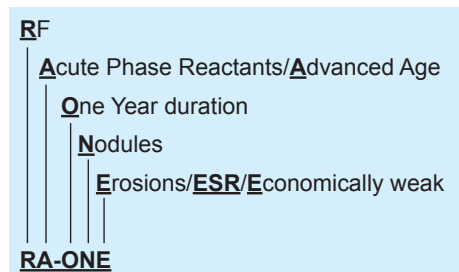 RF
Acute Phase Reactants/Advanced Age
One Year duration
Nodules
Erosions/ESR/Economically weak
RA-ONE